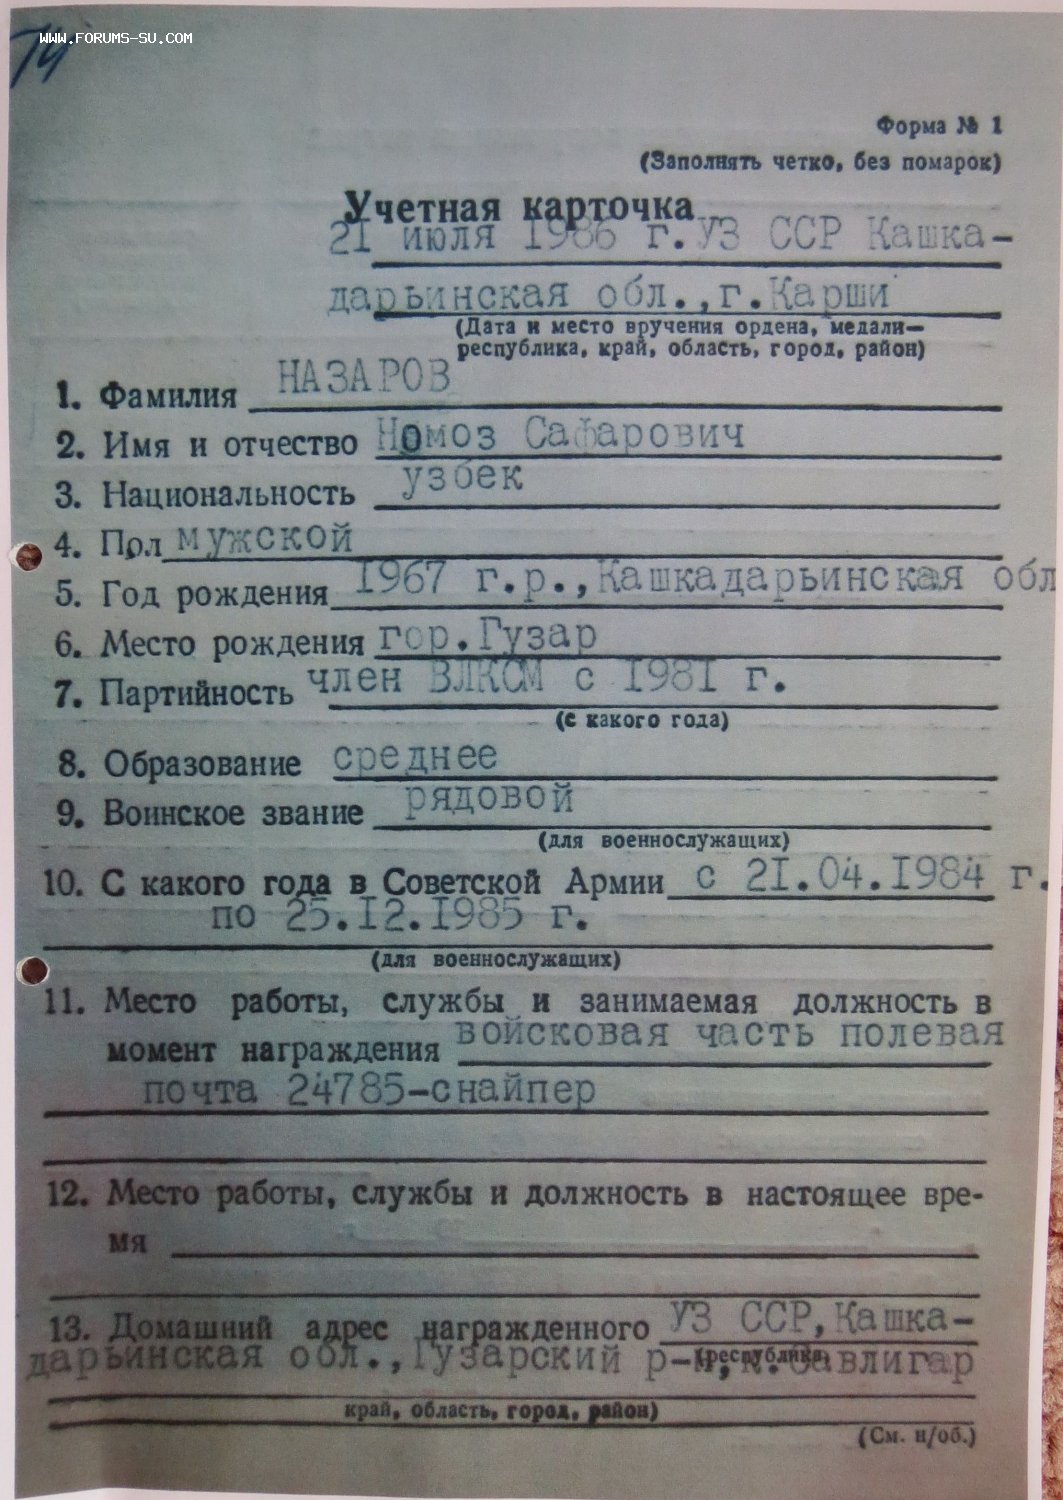 WWW.FORUMS-SU.COM
74
Форма № 1
(Заполнять четко, без помарок)
Учетная карточка
21 июля 1986 г. УЗ ССР Кашка-
дарьинская обл.,г.Карши
(Дата и место вручения ордена, медали—
республика, край, область, город, район)
1. Фамилия НАЗАРОВ
2. Имя и отчество Номоз Сафарович
3. Национальность узбек
4. Пол мужской
5. Год рождения 1967 г.р.,Кашкадарьинская обл
6. Место рождения гор.Гузар
7. Партийность член ВЛКСМ с 1981 г.
(с какого года)
8. Образование среднее
9. Воинское звание рядовой
(для военнослужащих)
10. С какого года в Советской Армии с 21.04.1984 г.
по 25.12.1985 г.
(для военнослужащих)
11. Место работы, службы и занимаемая должность в
момент награждения войсковая часть полевая
почта 24785-снайпер
12. Место работы, службы и должность в настоящее вре-
мя
13. Домашний адрес награжденного УЗ ССР,Кашка-
дарьинская обл.,Гузарский р-н,
(республика,
край, область, город, район)
(См. н/об.)